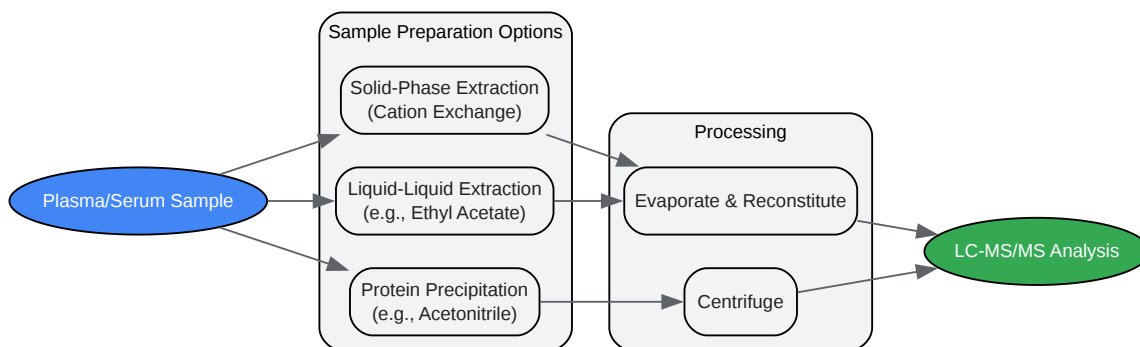 Sample Preparation Options
Solid-Phase Extraction
(Cation Exchange)
Processing
Plasma/Serum Sample
Liquid-Liquid Extraction
(e.g., Ethyl Acetate)
Evaporate & Reconstitute
LC-MS/MS Analysis
Protein Precipitation
(e.g., Acetonitrile)
Centrifuge